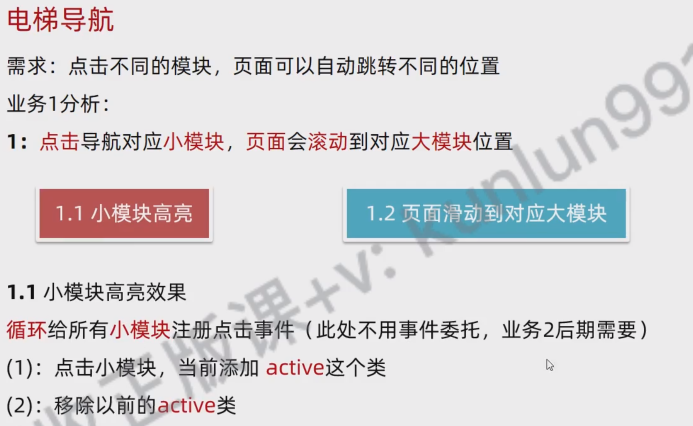 电梯导航
需求：点击不同的模块，页面可以自动跳转不同的位置
业务1分析：
1：点击导航对应小模块，页面会滚动到对应大模块位置
1.1 小模块高亮
1.2 页面滑动到对应大模块
1.1 小模块高亮效果
循环给所有小模块注册点击事件（此处不用事件委托，业务2后期需要）
(1)：点击小模块，当前添加 active这个类
(2)：移除以前的active类
正版课+v: kunlun991